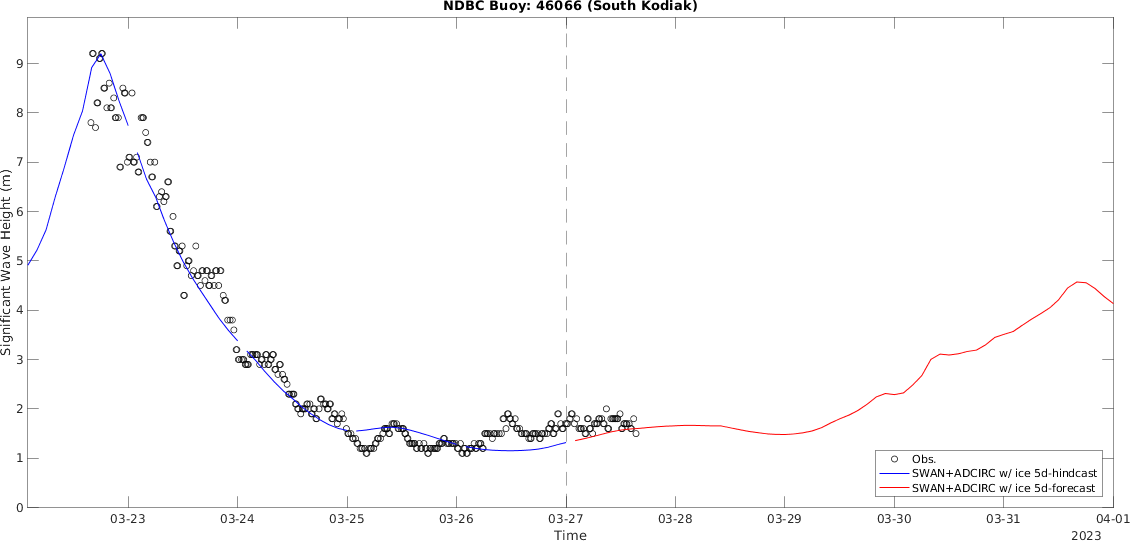 NDBC Buoy: 46066 (South Kodiak)
Significant Wave Height (m)
9
8
7
6
5
4
3
2
1
0
Obs.
SWAN+ADCIRC w/ ice 5d-hindcast
SWAN+ADCIRC w/ ice 5d-forecast
03-23 03-24 03-25 03-26 03-27 03-28 03-29 03-30 03-31 04-01
Time
2023